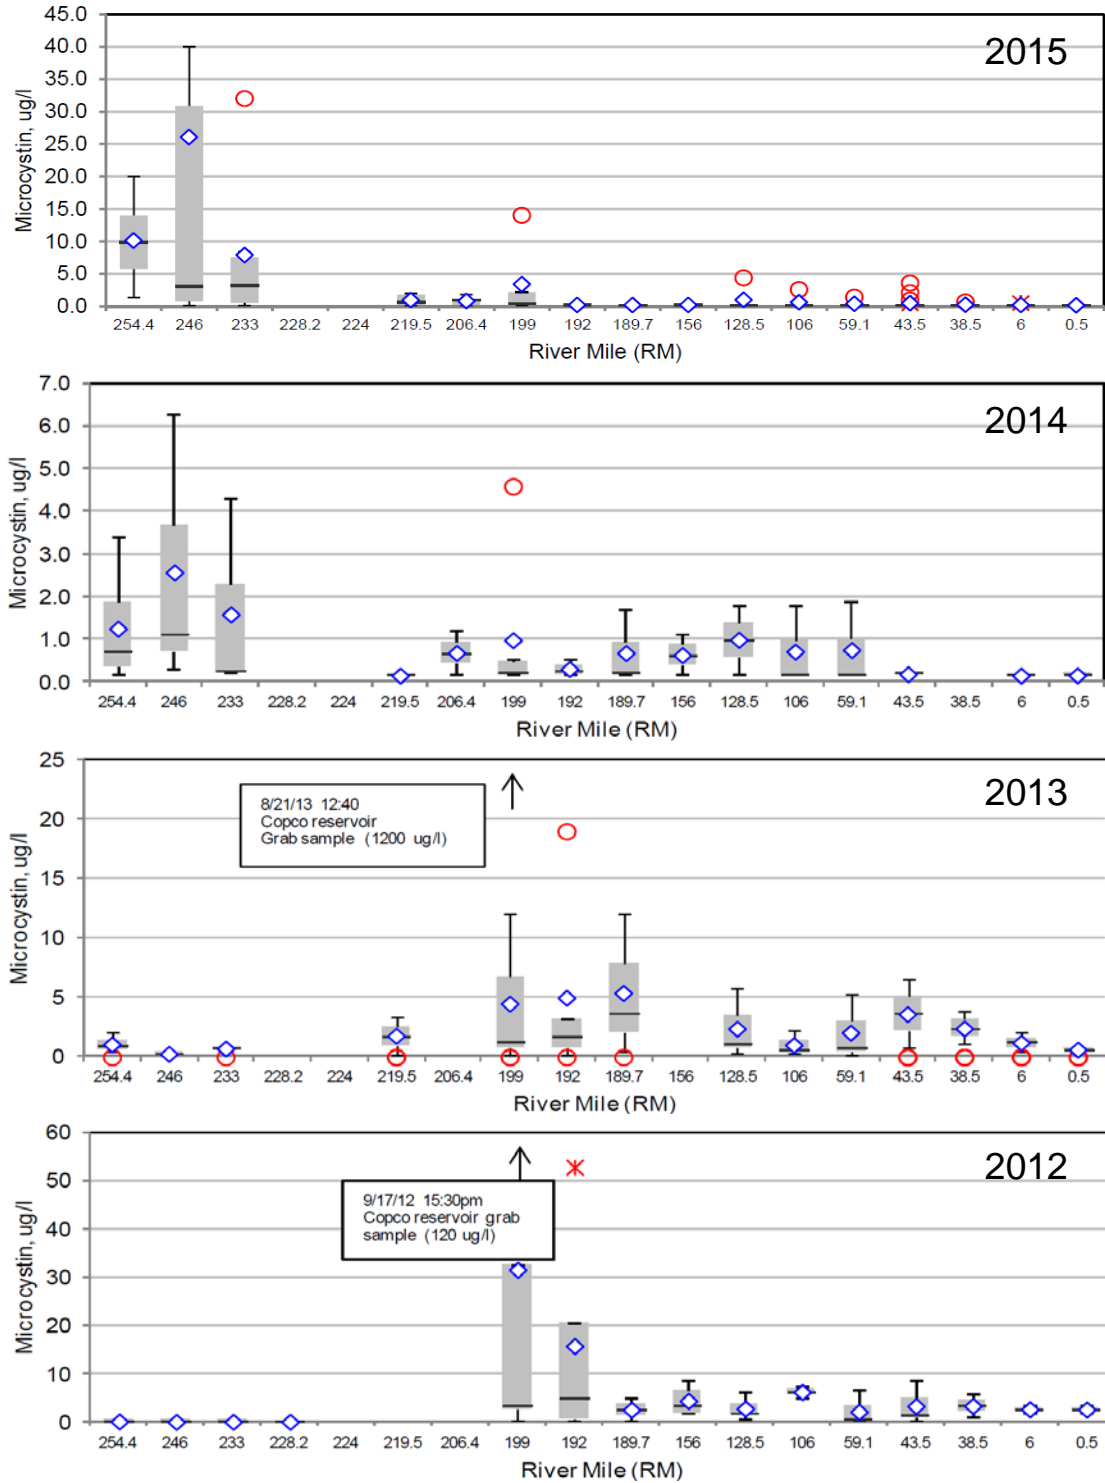 2015
Microcystin, ug/l
45.0
40.0
35.0
30.0
25.0
20.0
15.0
10.0
5.0
0.0
254.4 246 233 228.2 224 219.5 206.4 199 192 189.7 156 128.5 106 59.1 43.5 38.5 6 0.5
River Mile (RM)
2014
Microcystin, ug/l
7.0
6.0
5.0
4.0
3.0
2.0
1.0
0.0
254.4 246 233 228.2 224 219.5 206.4 199 192 189.7 156 128.5 106 59.1 43.5 38.5 6 0.5
River Mile (RM)
2013
Microcystin, ug/l
25
20
15
10
5
0
8/21/13 12:40
Copco reservoir
Grab sample (1200 ug/l)
254.4 246 233 228.2 224 219.5 206.4 199 192 189.7 156 128.5 106 59.1 43.5 38.5 6 0.5
River Mile (RM)
2012
Microcystin, ug/l
60
50
40
30
20
10
0
9/17/12 15:30pm
Copco reservoir grab
sample (120 ug/l)
254.4 246 233 228.2 224 219.5 206.4 199 192 189.7 156 128.5 106 59.1 43.5 38.5 6 0.5
River Mile (RM)